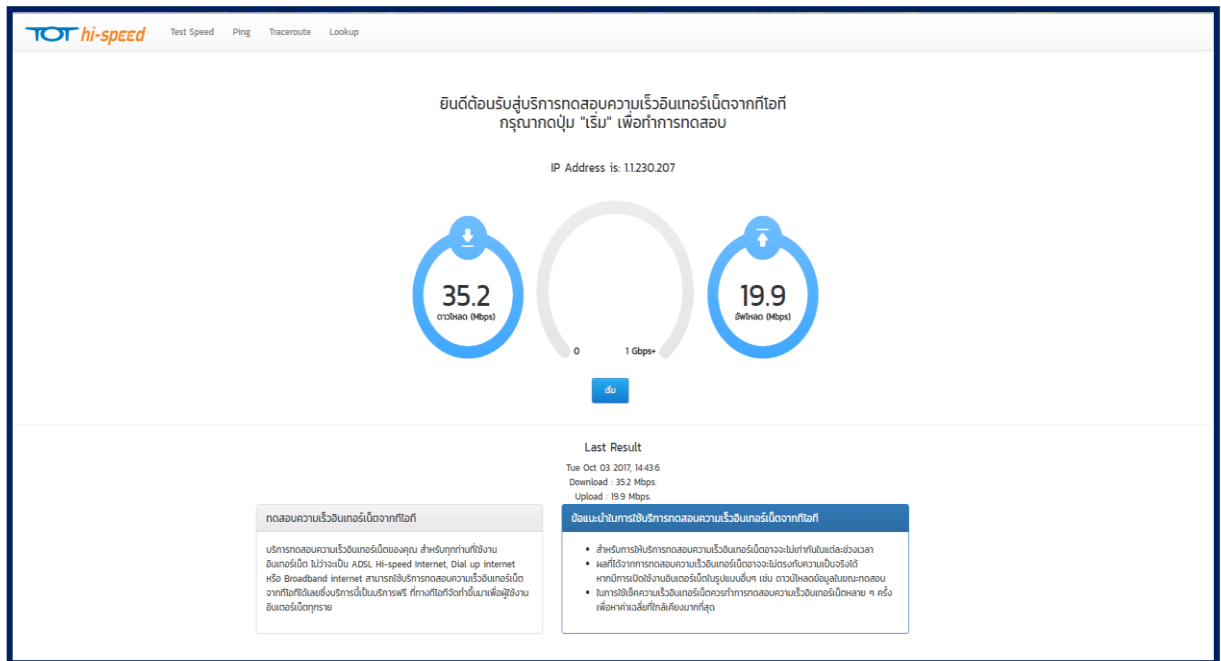 TOT hi-speed Test Speed Ping Traceroute Lookup
ยินดีต้อนรับสู่บริการทดสอบความเร็วอินเทอร์เน็ตจากทีโอที
กรุณากดปุ่ม "เริ่ม" เพื่อทำการทดสอบ
IP Address is: 1.1.230.207
35.2
ดาวโหลด (Mbps)
0 1 Gbps+
19.9
อัพโหลด (Mbps)
เริ่ม
Last Result
Tue Oct 03 2017, 14:43:6
Download : 35.2 Mbps.
Upload : 19.9 Mbps.
ทดสอบความเร็วอินเทอร์เน็ตจากทีโอที
บริการทดสอบความเร็วอินเทอร์เน็ตของคุณ สำหรับทุกท่านที่ใช้งาน
อินเทอร์เน็ต ไม่ว่าจะเป็น ADSL Hi-speed Internet, Dial up internet
หรือ Broadband internet สามารถใช้บริการทดสอบความเร็วอินเทอร์เน็ต
จากทีโอทีได้เลยซึ่งบริการนี้เป็นบริการฟรี ที่ทางทีโอทีจัดทำขึ้นมาเพื่อผู้ใช้งาน
อินเตอร์เน็ตทุกราย
ข้อแนะนำในการใช้บริการทดสอบความเร็วอินเทอร์เน็ตจากทีโอที
• สำหรับการให้บริการทดสอบความเร็วอินเทอร์เน็ตอาจจะไม่เท่ากันในแต่ละช่วงเวลา
• ผลที่ได้จากการทดสอบความเร็วอินเทอร์เน็ตอาจจะไม่ตรงกับความเป็นจริงได้
หากมีการเปิดใช้งานอินเตอร์เน็ตในรูปแบบอื่นๆ เช่น ดาวน์โหลดข้อมูลในขณะทดสอบ
• ในการใช้เช็คความเร็วอินเทอร์เน็ตควรทำการทดสอบความเร็วอินเทอร์เน็ตหลาย ๆ ครั้ง
เพื่อหาค่าเฉลี่ยที่ใกล้เคียงมากที่สุด